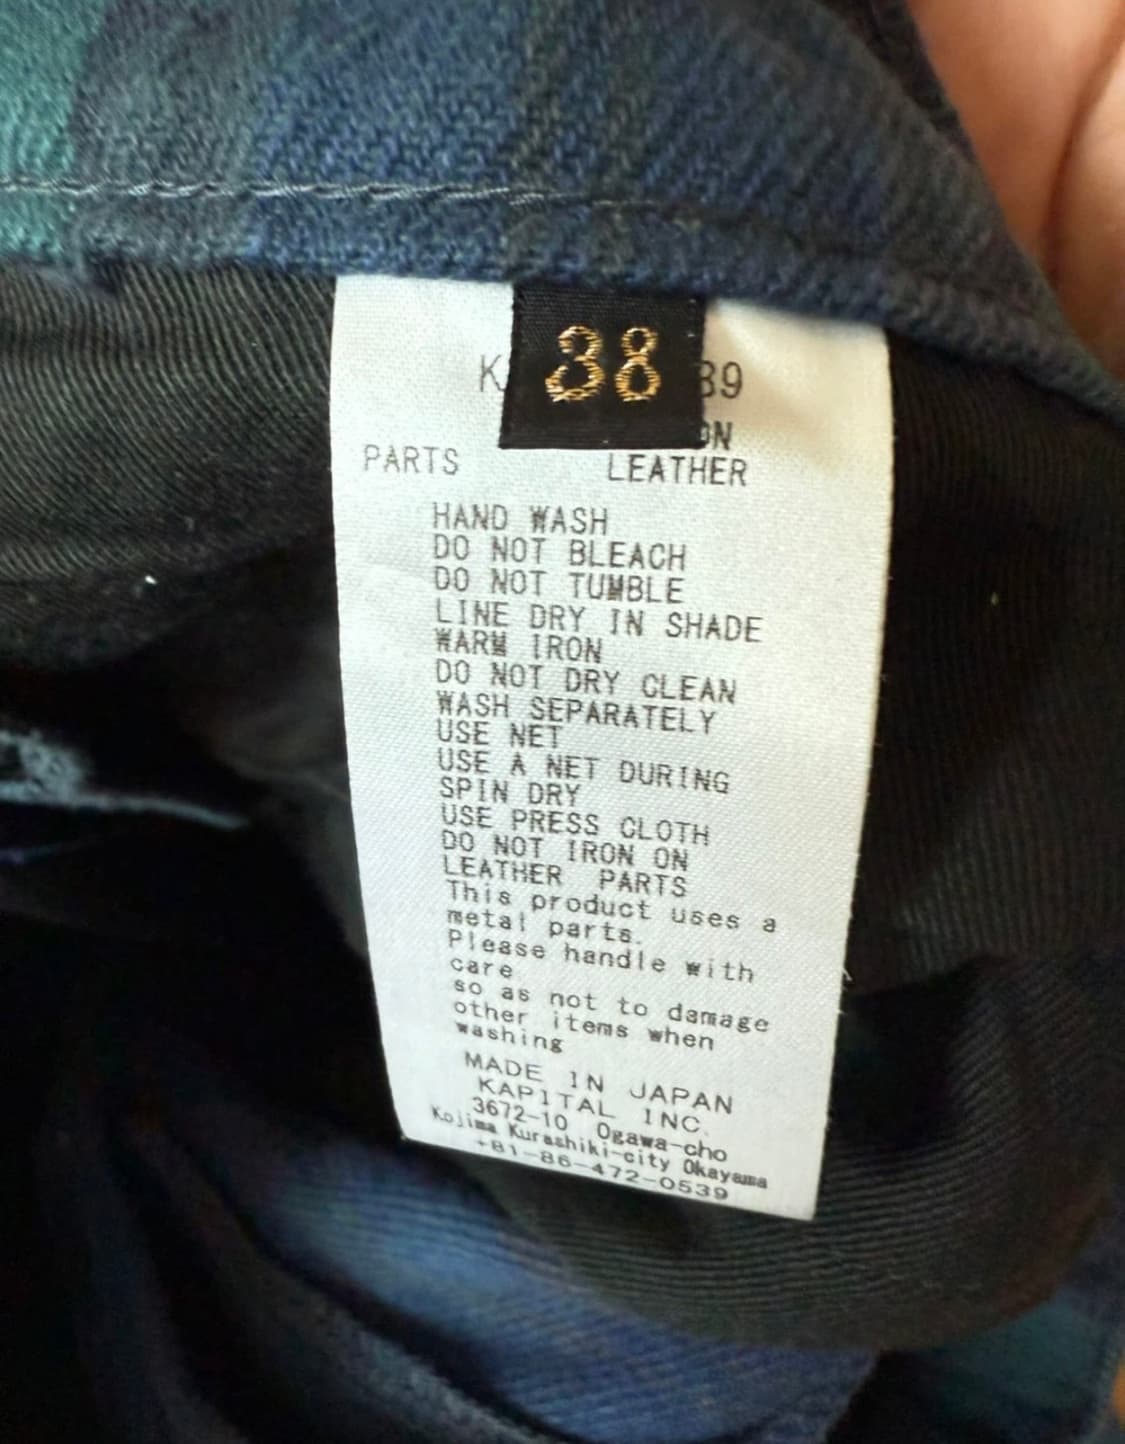 38
PARTS LEATHER
HAND WASH
DO NOT BLEACH
DO NOT TUMBLE
LINE DRY IN SHADE
WARM IRON
DO NOT DRY CLEAN
WASH SEPARATELY
USE NET
USE A NET DURING
SPIN DRY
USE PRESS CLOTH
DO NOT IRON ON
LEATHER PARTS
This product uses a
metal parts.
Please handle with
care
so as not to damage
other items when
washing
MADE IN JAPAN
KAPITAL INC.
3672-10 Ogawa-cho
Kojima Kurashiki-city Okayama
+81-86-472-0539